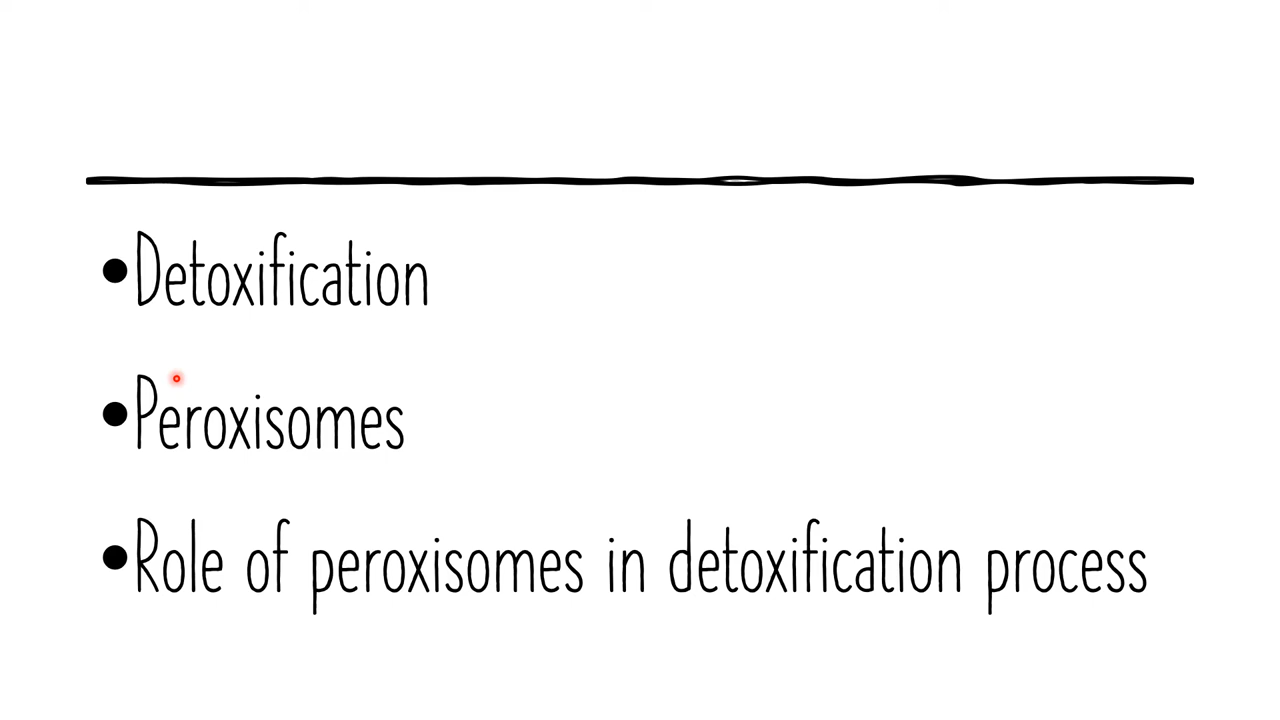 •Detoxification
•Peroxisomes
•Role of peroxisomes in detoxification process